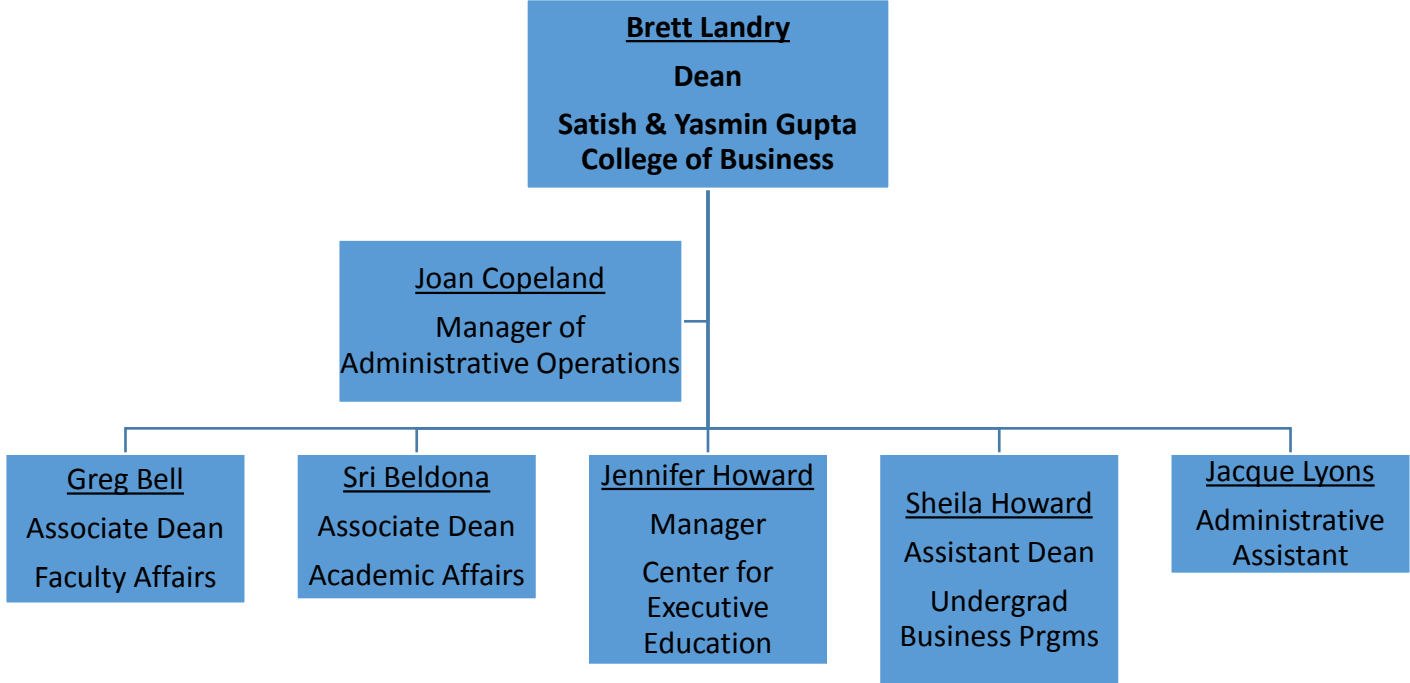 Brett Landry
Dean
Satish & Yasmin Gupta
College of Business
Joan Copeland
Manager of
Administrative Operations
Greg Bell
Associate Dean
Faculty Affairs
Sri Beldona
Associate Dean
Academic Affairs
Jennifer Howard
Manager
Center for
Executive
Education
Sheila Howard
Assistant Dean
Undergrad
Business Prgms
Jacque Lyons
Administrative
Assistant